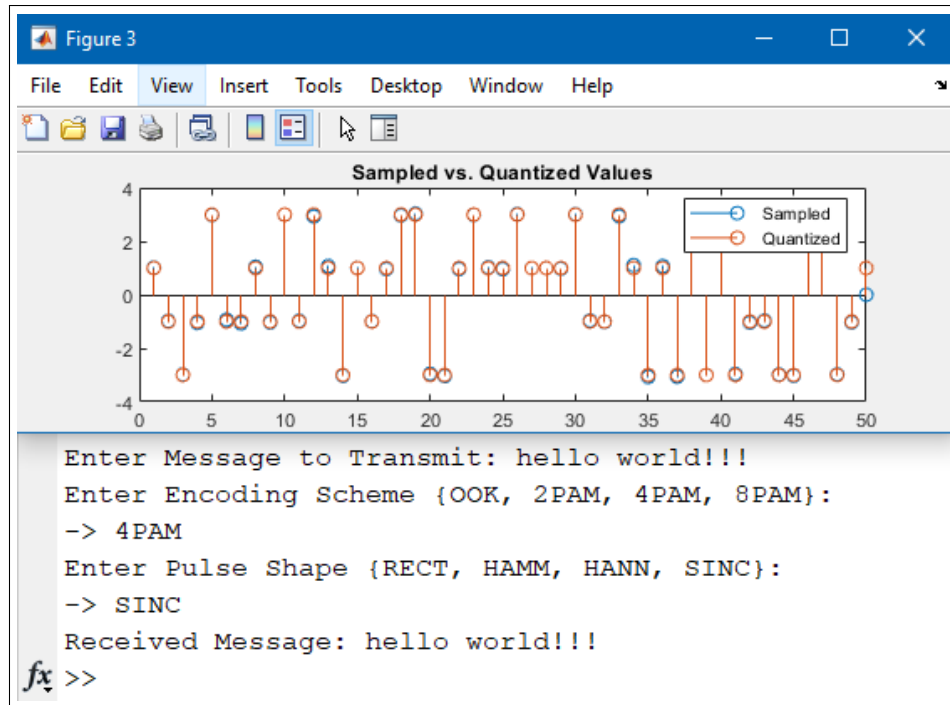 Figure 3
File Edit View Insert Tools Desktop Window Help
Sampled vs. Quantized Values
4
2
0
-2
-4
Sampled
Quantized
0 5 10 15 20 25 30 35 40 45 50
Enter Message to Transmit: hello world!!!
Enter Encoding Scheme {OOK, 2PAM, 4PAM, 8PAM}:
-> 4PAM
Enter Pulse Shape {RECT, HAMM, HANN, SINC}:
-> SINC
Received Message: hello world!!!
fx >>